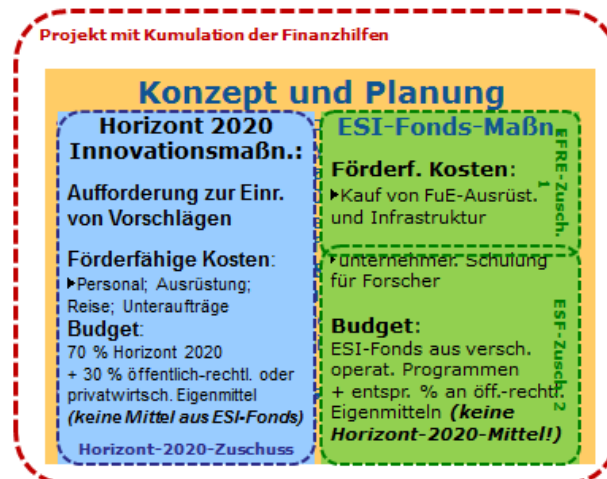 Projekt mit Kumulation der Finanzhilfen
Konzept und Planung
Horizont 2020
Innovationsmaßn.:
Aufforderung zur Einr.
von Vorschlägen
Förderfähige Kosten:
▸Personal; Ausrüstung;
Reise; Unteraufträge
Budget:
70 % Horizont 2020
+ 30 % öffentlich-rechtl. oder
privatwirtsch. Eigenmittel
(keine Mittel aus ESI-Fonds)
Horizont-2020-Zuschuss
ESI-Fonds-Maßn.
Förderf. Kosten:
▸Kauf von FuE-Ausrüst.
und Infrastruktur
EFRE-Zusch.
1
▸unternehmer. Schulung
für Forscher
Budget:
ESI-Fonds aus versch.
operat. Programmen
+ entspr. % an öff.-rechtl.
Eigenmitteln (keine
Horizont-2020-Mittel!)
ESF-Zusch. 2